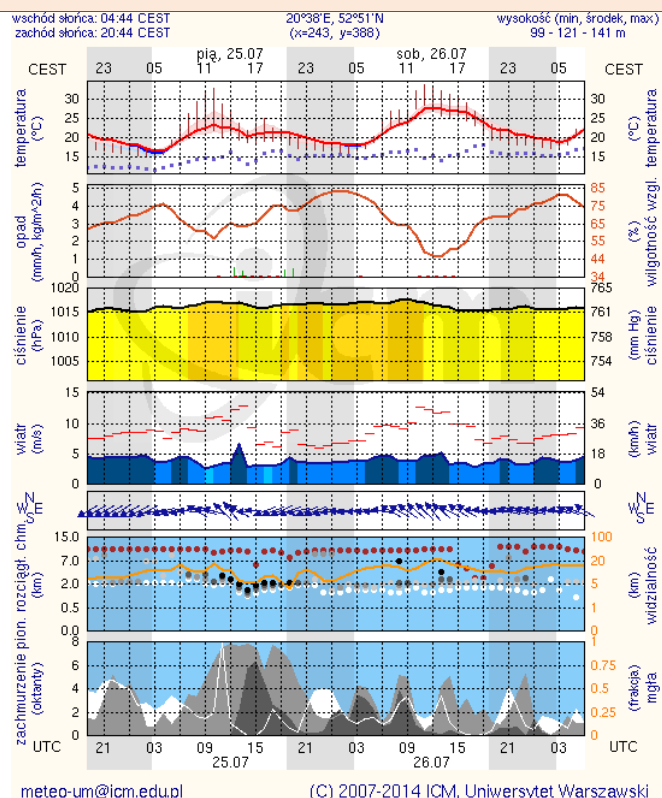 wschód słońca: 04:44 CEST 20°38'E, 52°51'N wysokość (min, środek, max)
zachód słońca: 20:44 CEST (x=243, y=388) 99 - 121 - 141 m
pią, 25.07 sob, 26.07
CEST 23 05 11 17 23 05 11 17 23 05 CEST
temperatura (°C) 30 25 20 15 30 25 20 15 (°C) temperatura
opad (mm/h, kg/m^2/h) 5 4 3 2 1 0 85 75 65 55 44 34 (%) wilgotność wzgl.
ciśnienie (hPa) 1020 1015 1010 1005 765 761 758 754 (mm Hg) ciśnienie
wiatr (m/s) 15 10 5 0 54 36 18 0 (km/h) wiatr
N W E S N W E S
pion. rozciągł. chm. (km) 15.0 7.0 2.0 0.5 0.0 100 20 5 1 0 (km) widzialność
zachmurzenie (oktanty) 8 6 4 2 0 1 0.75 0.5 0.25 0 (frakcja) mgła
UTC 21 03 09 15 21 03 09 15 21 03 UTC
25.07 26.07
icm
meteo-um@icm.edu.pl (C) 2007-2014 ICM, Uniwersytet Warszawski